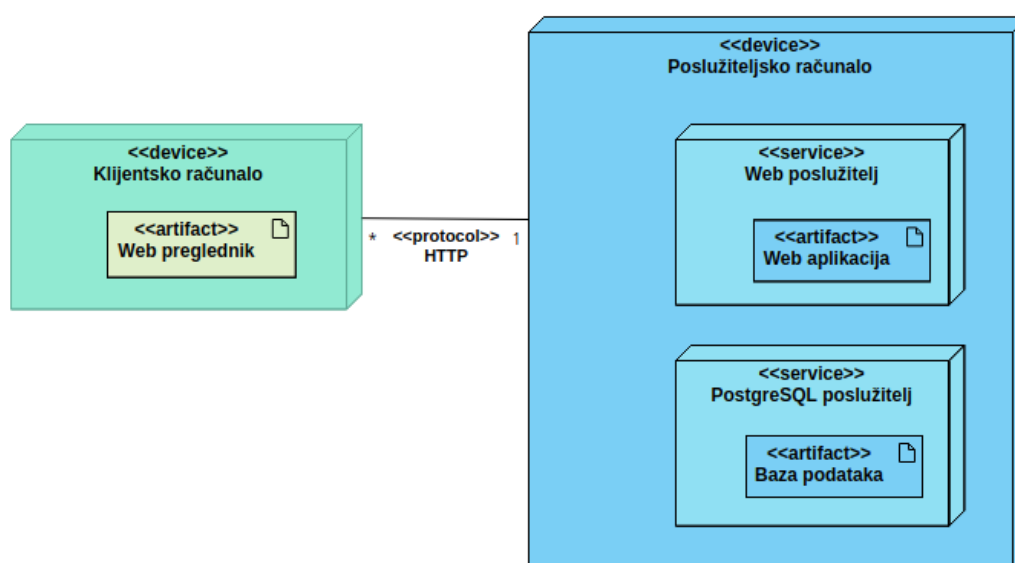 <<device>>
Klijentsko računalo
<<artifact>>
Web preglednik
* <<protocol>> 1
HTTP
<<device>>
Poslužiteljsko računalo
<<service>>
Web poslužitelj
<<artifact>>
Web aplikacija
<<service>>
PostgreSQL poslužitelj
<<artifact>>
Baza podataka